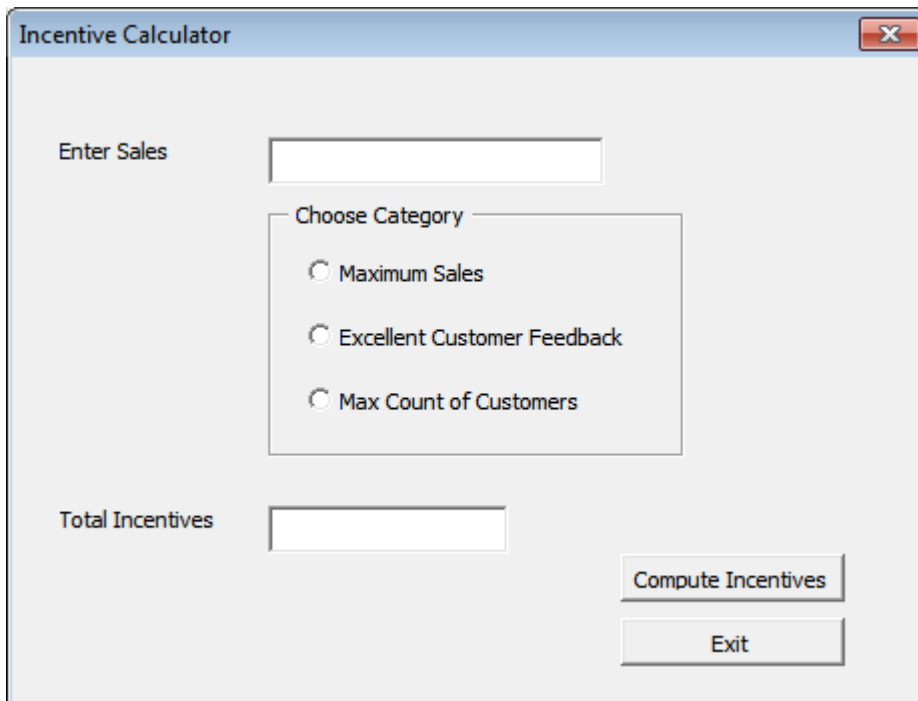 Incentive Calculator
Enter Sales
Choose Category
Maximum Sales
Excellent Customer Feedback
Max Count of Customers
Total Incentives
Compute Incentives
Exit